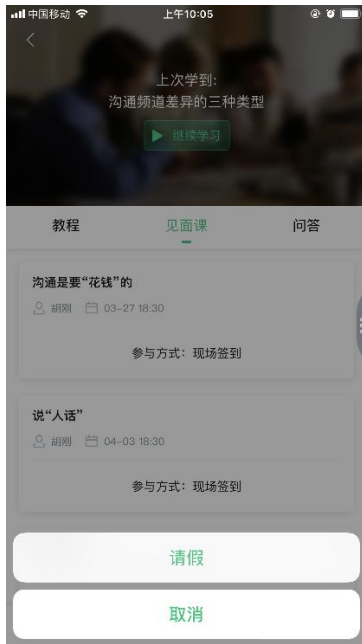 中国移动
上午10:05
上次学到:
沟通频道差异的三种类型
继续学习
教程
见面课
问答
沟通是要“花钱”的
胡刚
03-27 18:30
参与方式：现场签到
说“人话”
胡刚
04-03 18:30
参与方式：现场签到
请假
取消